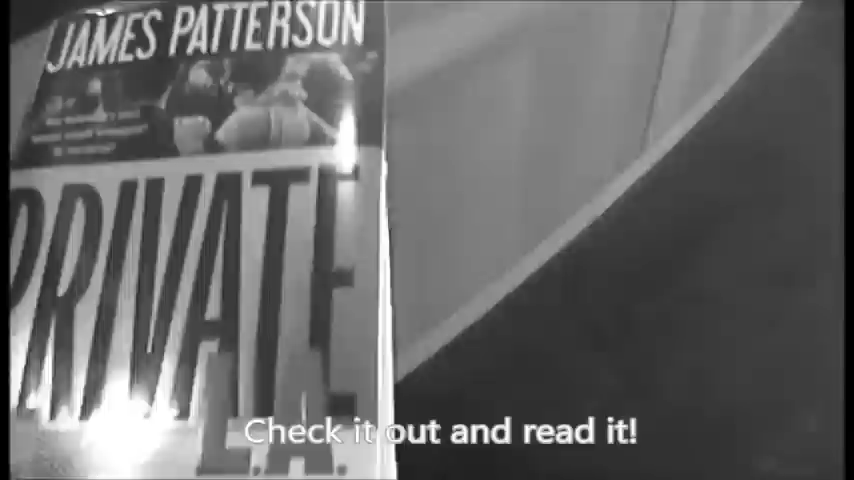 JAMES PATTERSON
PRIVATE
L.A.
Check it out and read it!